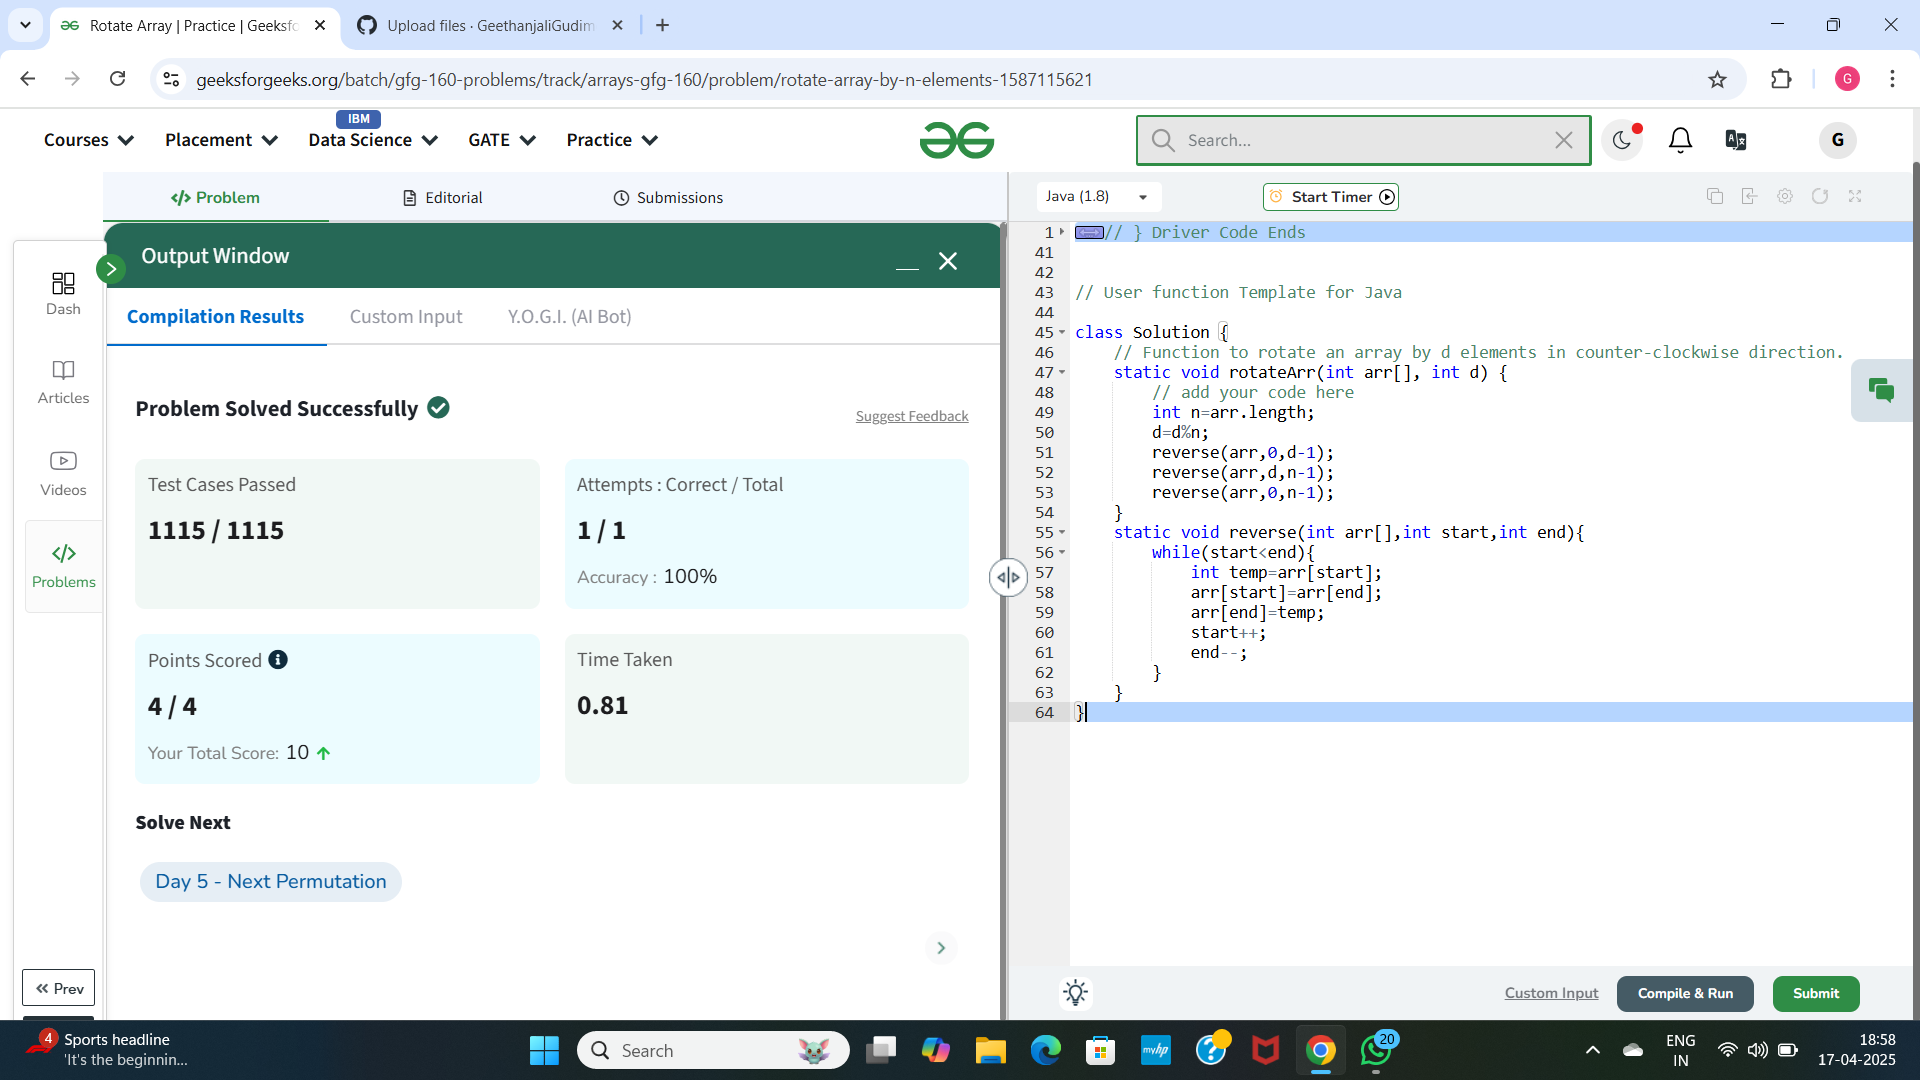 Rotate Array | Practice | Geeksfo
Upload files · GeethanjaliGudim
geeksforgeeks.org/batch/gfg-160-problems/track/arrays-gfg-160/problem/rotate-array-by-n-elements-1587115621
G
IBM
Courses
Placement
Data Science
GATE
Practice
Search...
G
Problem
Editorial
Submissions
Java (1.8)
Start Timer
Output Window
Dash
Articles
Videos
Problems
Prev
Compilation Results
Custom Input
Y.O.G.I. (AI Bot)
Problem Solved Successfully
Suggest Feedback
Test Cases Passed
1115 / 1115
Attempts : Correct / Total
1 / 1
Accuracy : 100%
Points Scored
4 / 4
Your Total Score: 10
Time Taken
0.81
Solve Next
Day 5 - Next Permutation
1 // } Driver Code Ends
41
42
43 // User function Template for Java
44
45 class Solution {
46 // Function to rotate an array by d elements in counter-clockwise direction.
47 static void rotateArr(int arr[], int d) {
48 // add your code here
49 int n=arr.length;
50 d=d%n;
51 reverse(arr,0,d-1);
52 reverse(arr,d,n-1);
53 reverse(arr,0,n-1);
54 }
55 static void reverse(int arr[],int start,int end){
56 while(start<end){
57 int temp=arr[start];
58 arr[start]=arr[end];
59 arr[end]=temp;
60 start++;
61 end--;
62 }
63 }
64 }
Custom Input
Compile & Run
Submit
4
Sports headline
'It's the beginnin...
Search
myhp
20
ENG
IN
18:58
17-04-2025